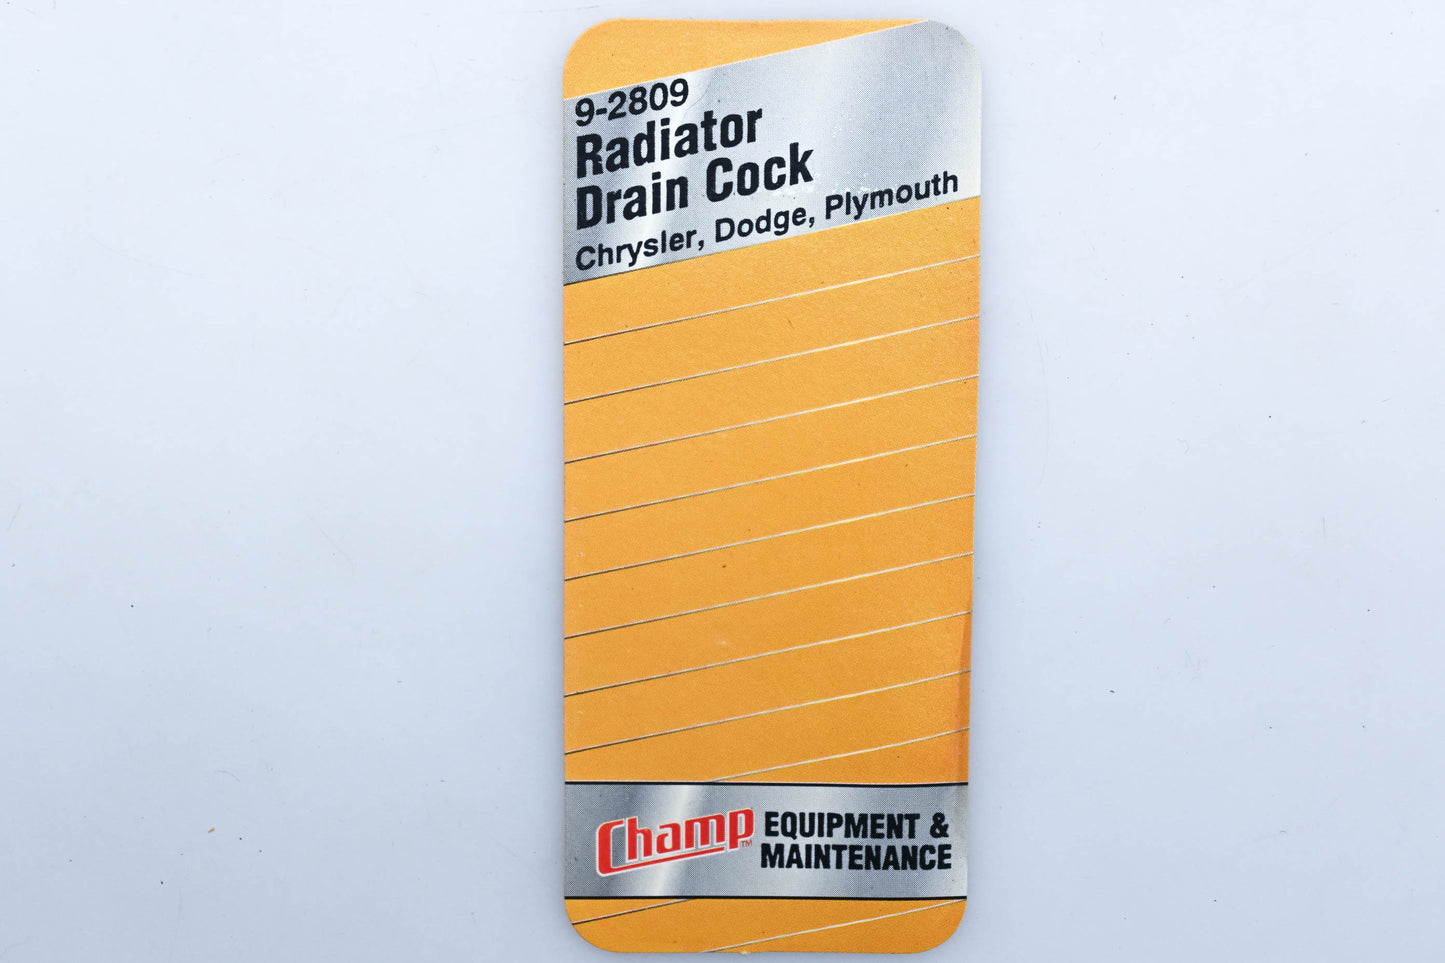 9-2809
Radiator
Drain Cock
Chrysler, Dodge, Plymouth
Champ™ EQUIPMENT &
MAINTENANCE